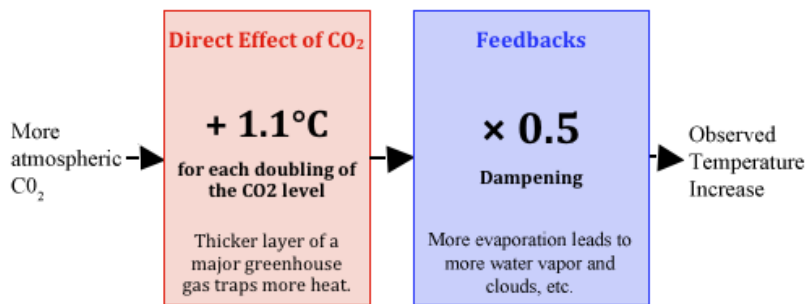 More
atmospheric
C0₂
Direct Effect of CO₂
+ 1.1°C
for each doubling of
the CO2 level
Thicker layer of a
major greenhouse
gas traps more heat.
Feedbacks
× 0.5
Dampening
More evaporation leads to
more water vapor and
clouds, etc.
Observed
Temperature
Increase